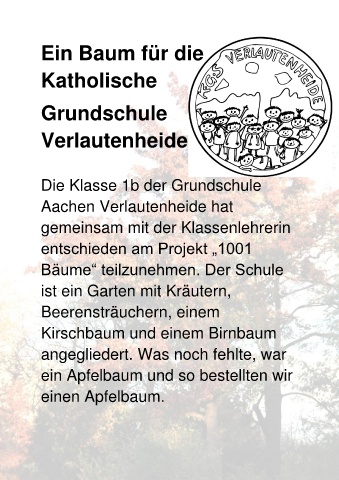 Ein Baum für die
Katholische
Grundschule
Verlautenheide
KGS VERLAUTENHEIDE
Die Klasse 1b der Grundschule
Aachen Verlautenheide hat
gemeinsam mit der Klassenlehrerin
entschieden am Projekt „1001
Bäume“ teilzunehmen. Der Schule
ist ein Garten mit Kräutern,
Beerensträuchern, einem
Kirschbaum und einem Birnbaum
angegliedert. Was noch fehlte, war
ein Apfelbaum und so bestellten wir
einen Apfelbaum.